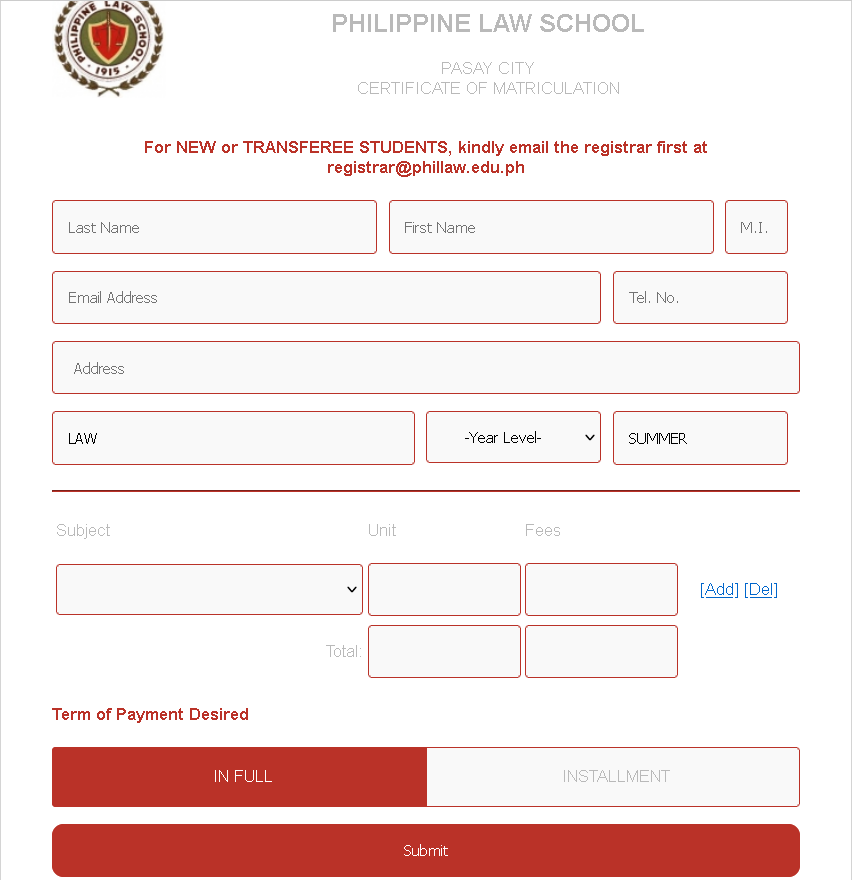 PHILIPPINE LAW SCHOOL
· 1915 ·
PHILIPPINE LAW SCHOOL
PASAY CITY
CERTIFICATE OF MATRICULATION
For NEW or TRANSFEREE STUDENTS, kindly email the registrar first at
registrar@phillaw.edu.ph
Last Name First Name M.I.
Email Address Tel. No.
Address
LAW -Year Level- SUMMER
Subject Unit Fees
[Add] [Del]
Total:
Term of Payment Desired
IN FULL INSTALLMENT
Submit